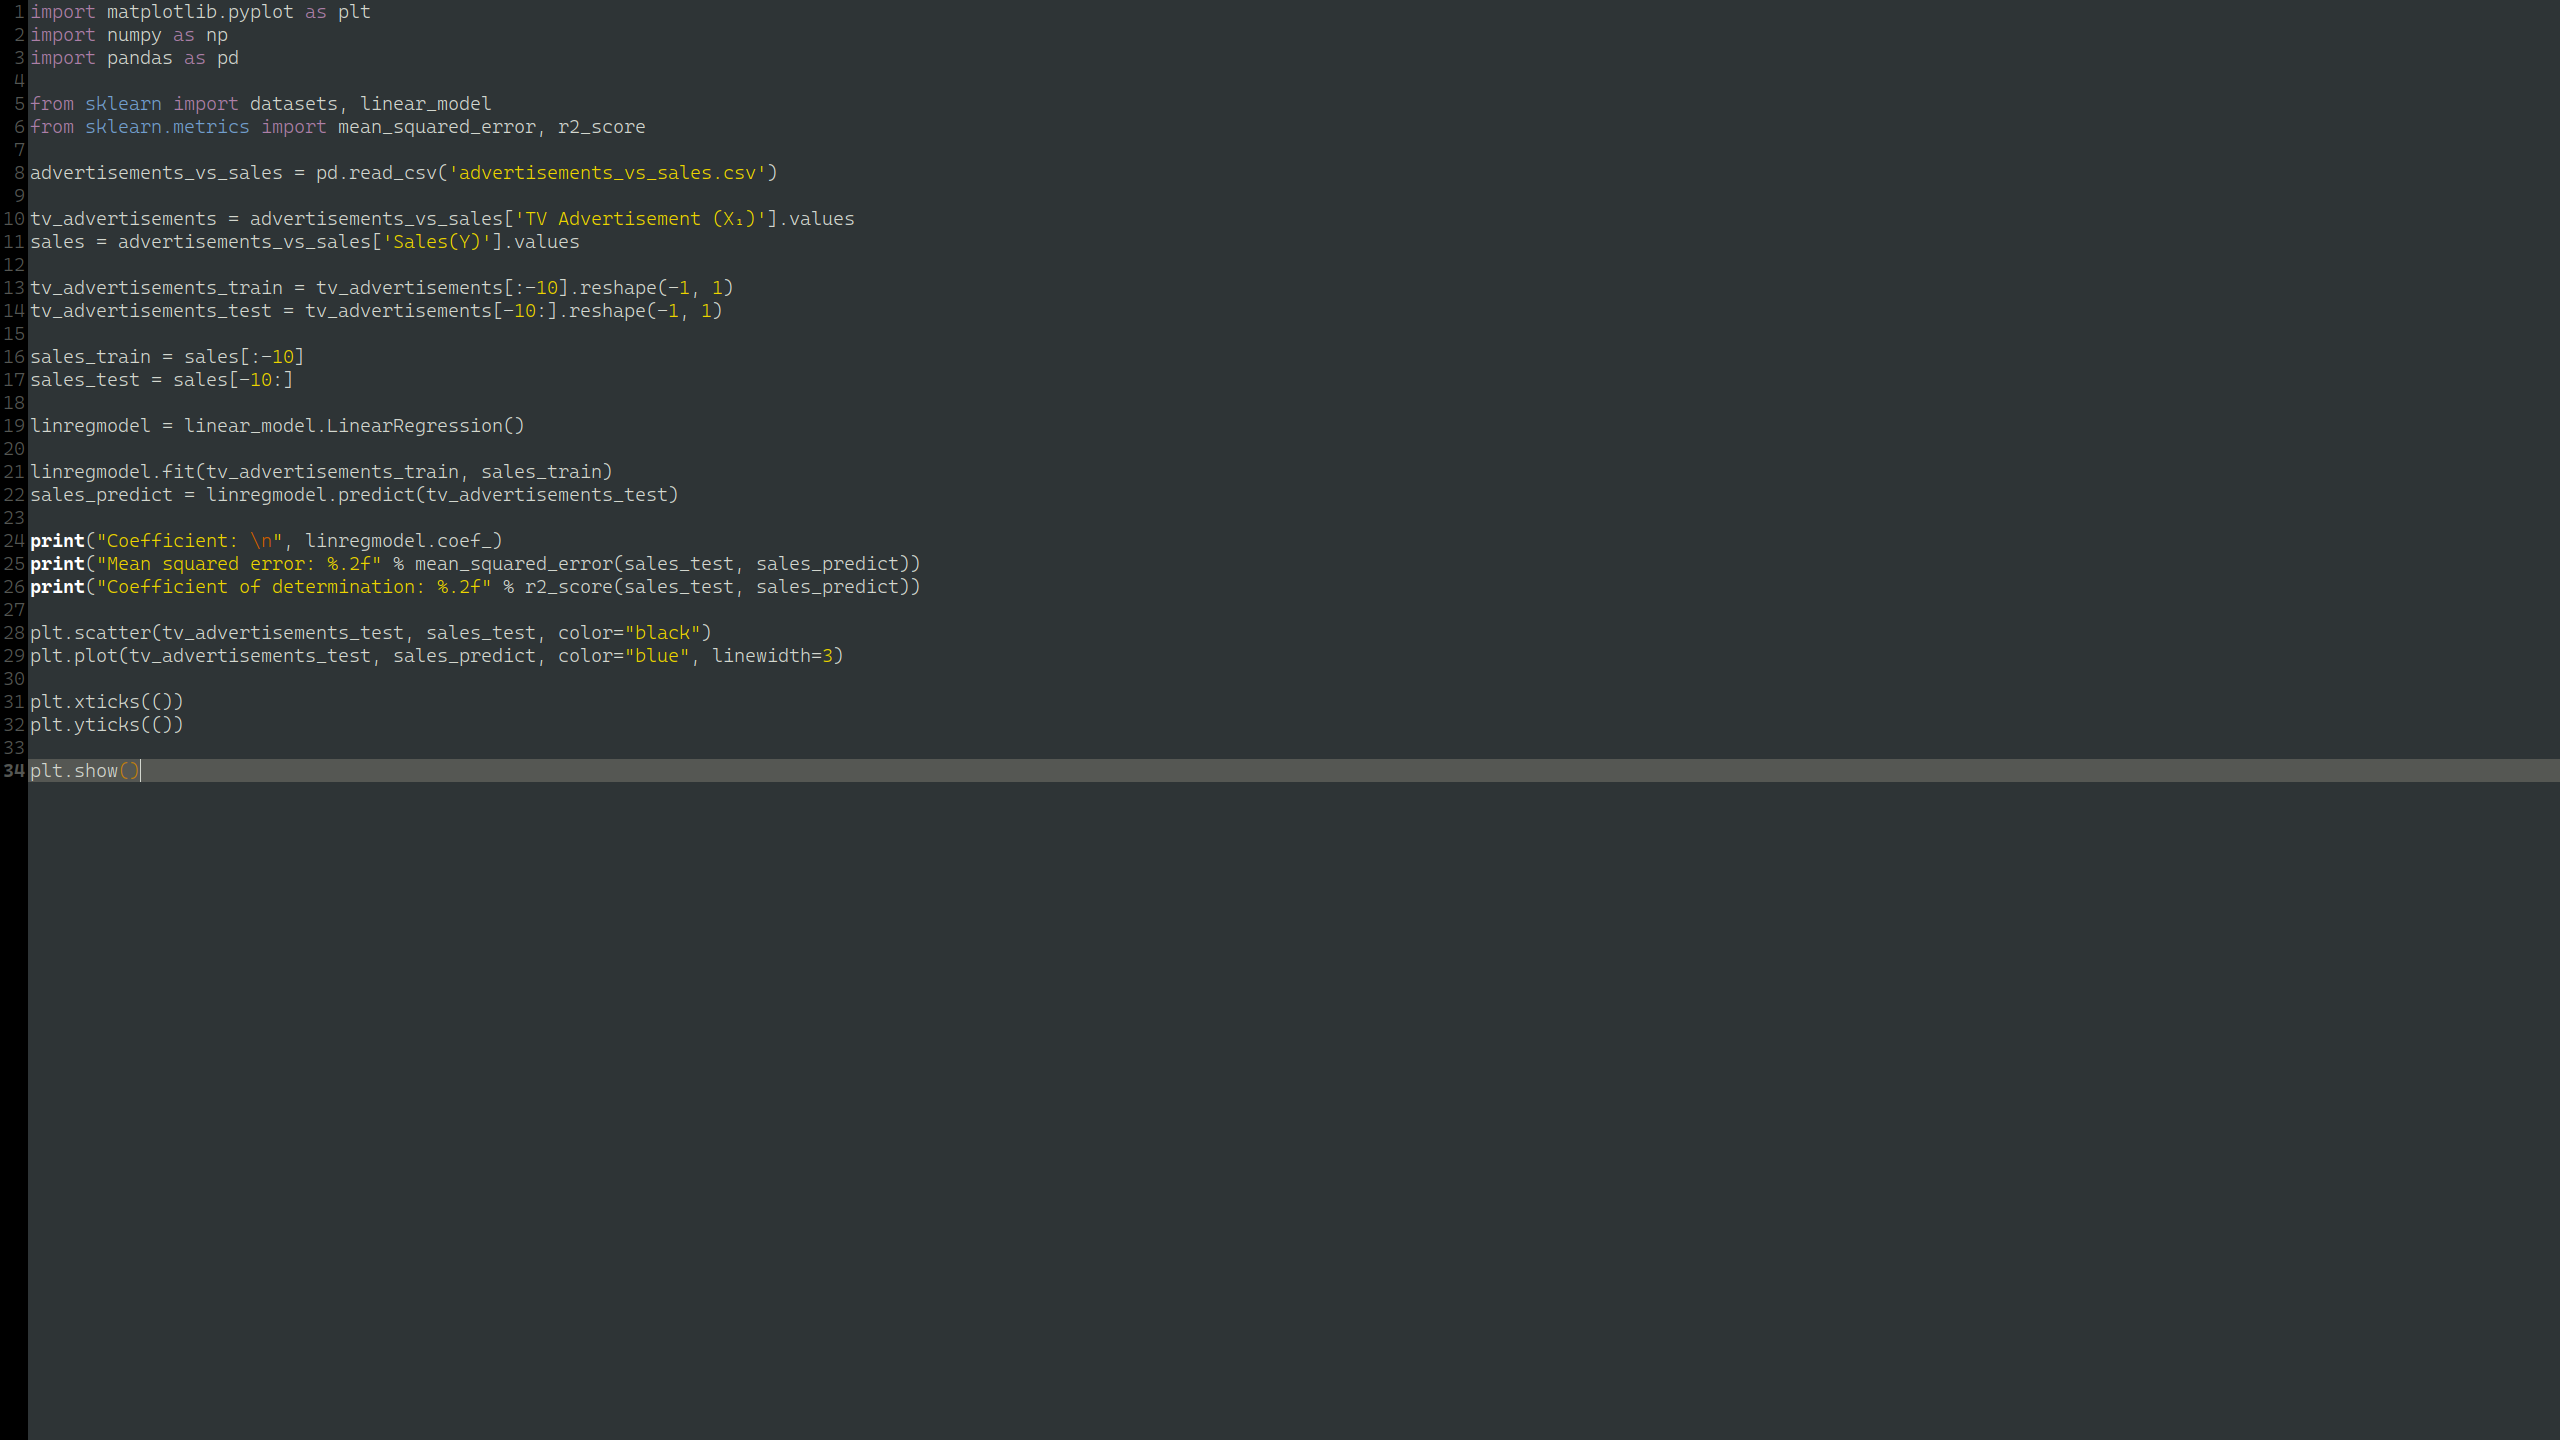 1 import matplotlib.pyplot as plt
2 import numpy as np
3 import pandas as pd
4
5 from sklearn import datasets, linear_model
6 from sklearn.metrics import mean_squared_error, r2_score
7
8 advertisements_vs_sales = pd.read_csv('advertisements_vs_sales.csv')
9
10 tv_advertisements = advertisements_vs_sales['TV Advertisement (X₁)'].values
11 sales = advertisements_vs_sales['Sales(Y)'].values
12
13 tv_advertisements_train = tv_advertisements[:-10].reshape(-1, 1)
14 tv_advertisements_test = tv_advertisements[-10:].reshape(-1, 1)
15
16 sales_train = sales[:-10]
17 sales_test = sales[-10:]
18
19 linregmodel = linear_model.LinearRegression()
20
21 linregmodel.fit(tv_advertisements_train, sales_train)
22 sales_predict = linregmodel.predict(tv_advertisements_test)
23
24 print("Coefficient: \n", linregmodel.coef_)
25 print("Mean squared error: %.2f" % mean_squared_error(sales_test, sales_predict))
26 print("Coefficient of determination: %.2f" % r2_score(sales_test, sales_predict))
27
28 plt.scatter(tv_advertisements_test, sales_test, color="black")
29 plt.plot(tv_advertisements_test, sales_predict, color="blue", linewidth=3)
30
31 plt.xticks(())
32 plt.yticks(())
33
34 plt.show()